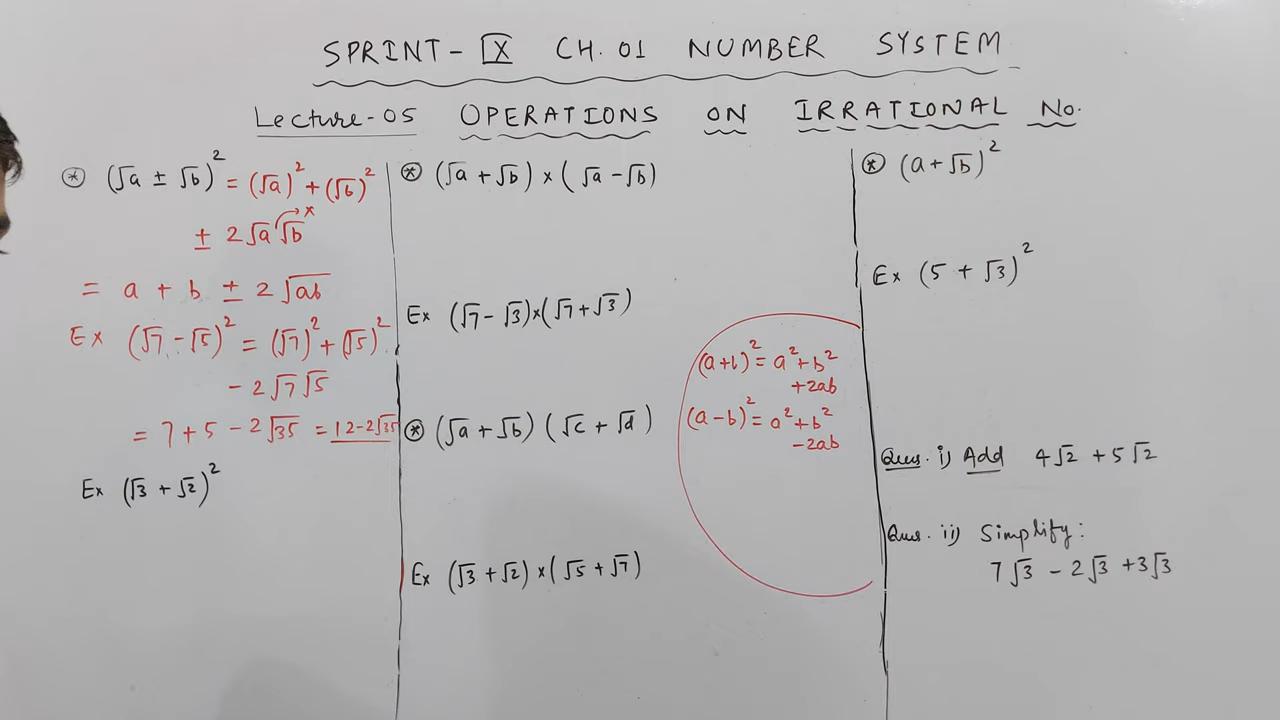 SPRINT - IX CH. 01 NUMBER SYSTEM
Lecture-05 OPERATIONS ON IRRATIONAL No.
⊛ (√a ± √b)² = (√a)² + (√b)²
± 2√a √b ×
= a + b ± 2√ab
Ex (√7 - √5)² = (√7)² + (√5)²
- 2√7√5
= 7 + 5 - 2√35 = 12-2√35
Ex (√3 + √2)²
⊛ (√a + √b) × (√a - √b)
Ex (√7 - √3)×(√7 + √3)
⊛ (√a + √b) (√c + √d)
Ex (√3 + √2) × (√5 + √7)
(a+b)² = a² + b²
+2ab
(a-b)² = a² + b²
-2ab
⊛ (a + √b)²
Ex (5 + √3)²
Ques. i) Add 4√2 + 5√2
Ques. ii) Simplify:
7√3 - 2√3 + 3√3